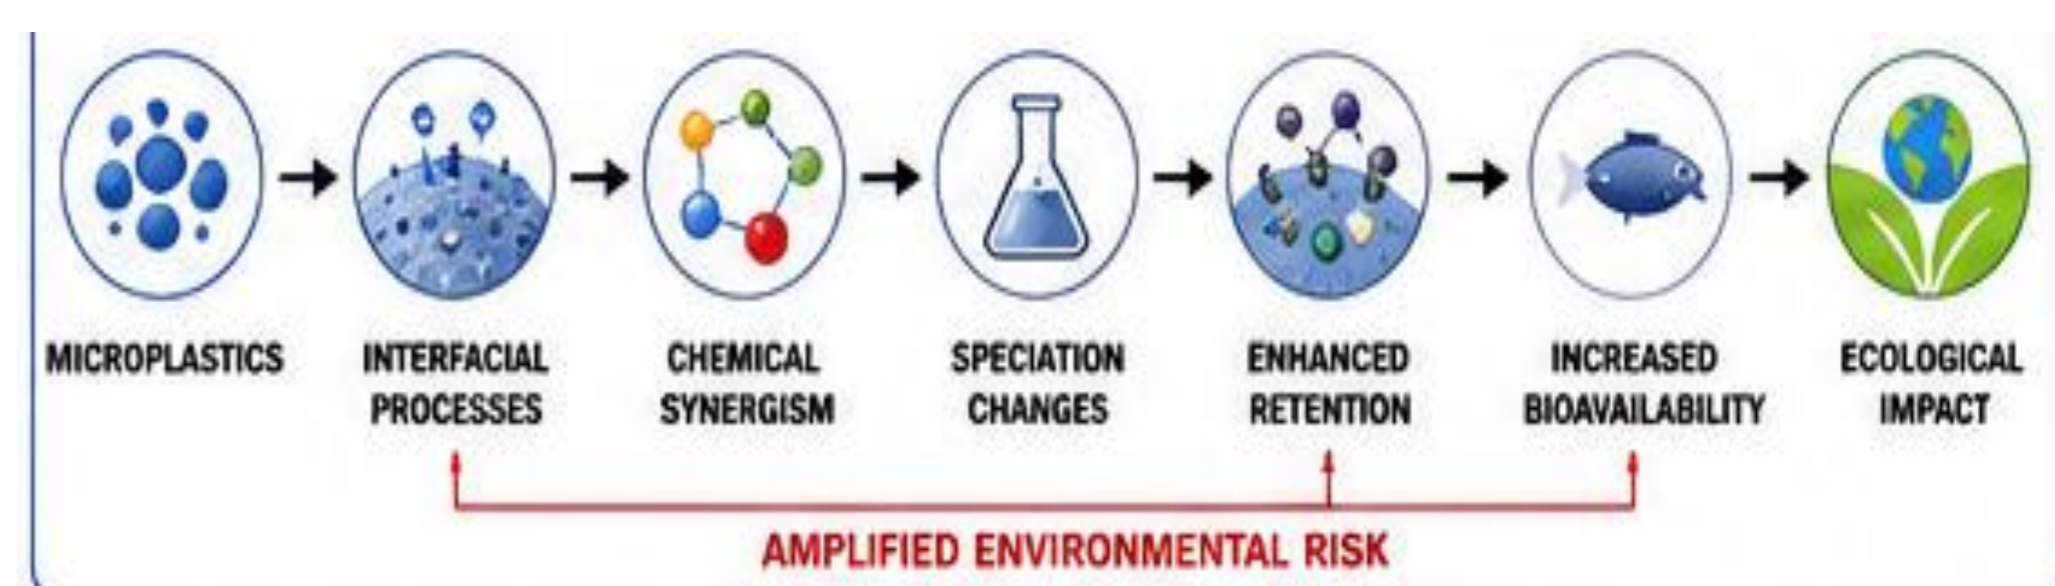 MICROPLASTICS
INTERFACIAL
PROCESSES
CHEMICAL
SYNERGISM
SPECIATION
CHANGES
ENHANCED
RETENTION
INCREASED
BIOAVAILABILITY
ECOLOGICAL
IMPACT
AMPLIFIED ENVIRONMENTAL RISK